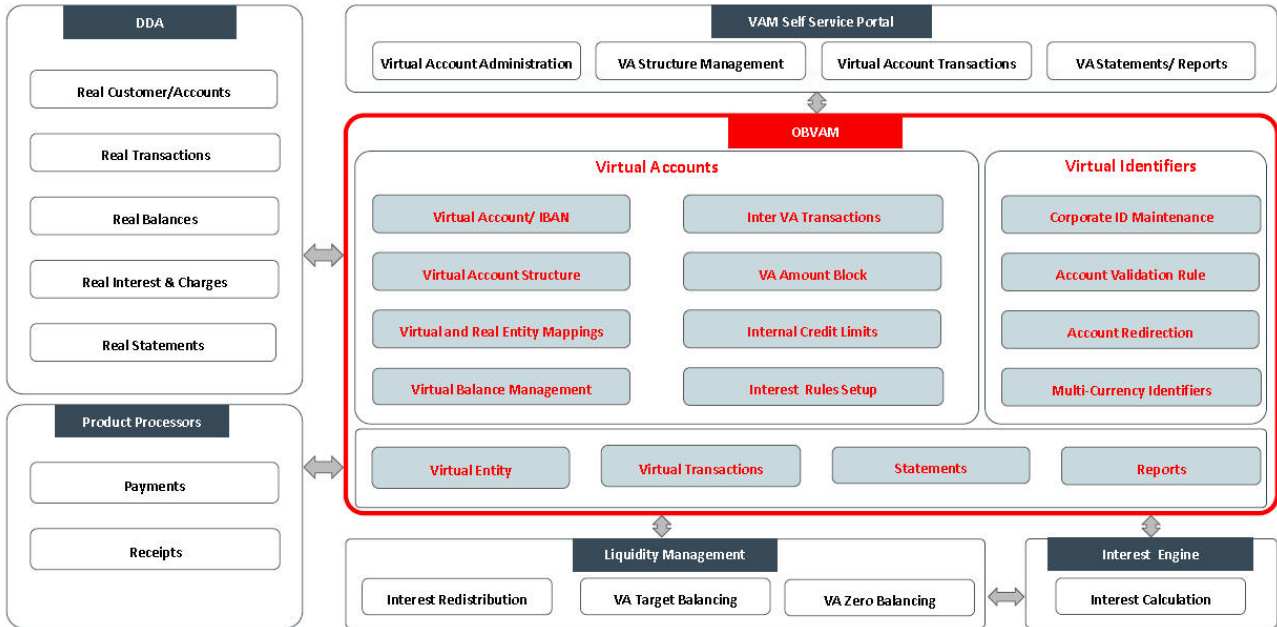 DDA
Real Customer/Accounts
Real Transactions
Real Balances
Real Interest & Charges
Real Statements
Product Processors
Payments
Receipts
VAM Self Service Portal
Virtual Account Administration
VA Structure Management
Virtual Account Transactions
VA Statements/ Reports
OBVAM
Virtual Accounts
Virtual Account/ IBAN
Inter VA Transactions
Virtual Account Structure
VA Amount Block
Virtual and Real Entity Mappings
Internal Credit Limits
Virtual Balance Management
Interest Rules Setup
Virtual Identifiers
Corporate ID Maintenance
Account Validation Rule
Account Redirection
Multi-Currency Identifiers
Virtual Entity
Virtual Transactions
Statements
Reports
Liquidity Management
Interest Redistribution
VA Target Balancing
VA Zero Balancing
Interest Engine
Interest Calculation